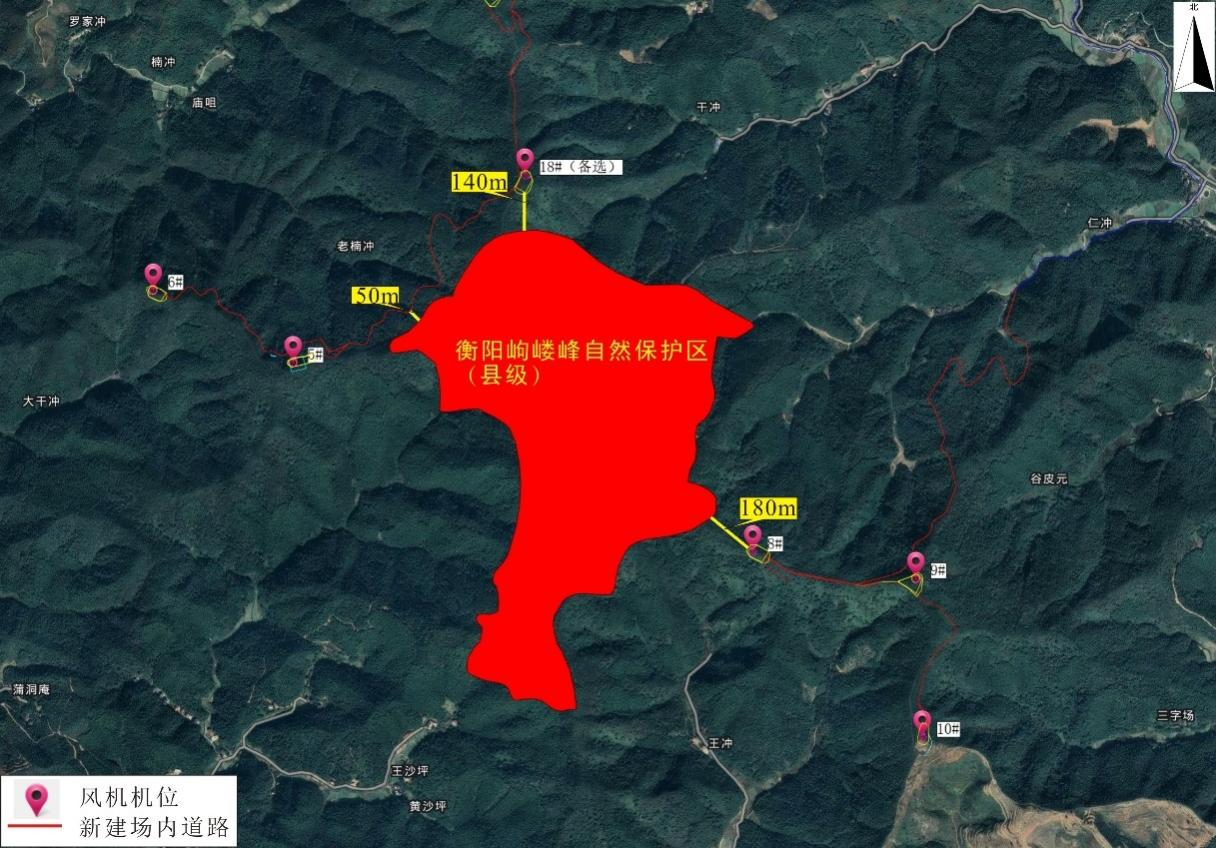 北
罗家冲
楠冲
庙咀
干冲
18#（备选）
140m
仁冲
老楠冲
6#
50m
5#
衡阳岣嵝峰自然保护区
（县级）
大干冲
谷皮元
180m
8#
9#
蒲洞庵
三字场
10#
王冲
王沙坪
黄沙坪
风机机位
新建场内道路